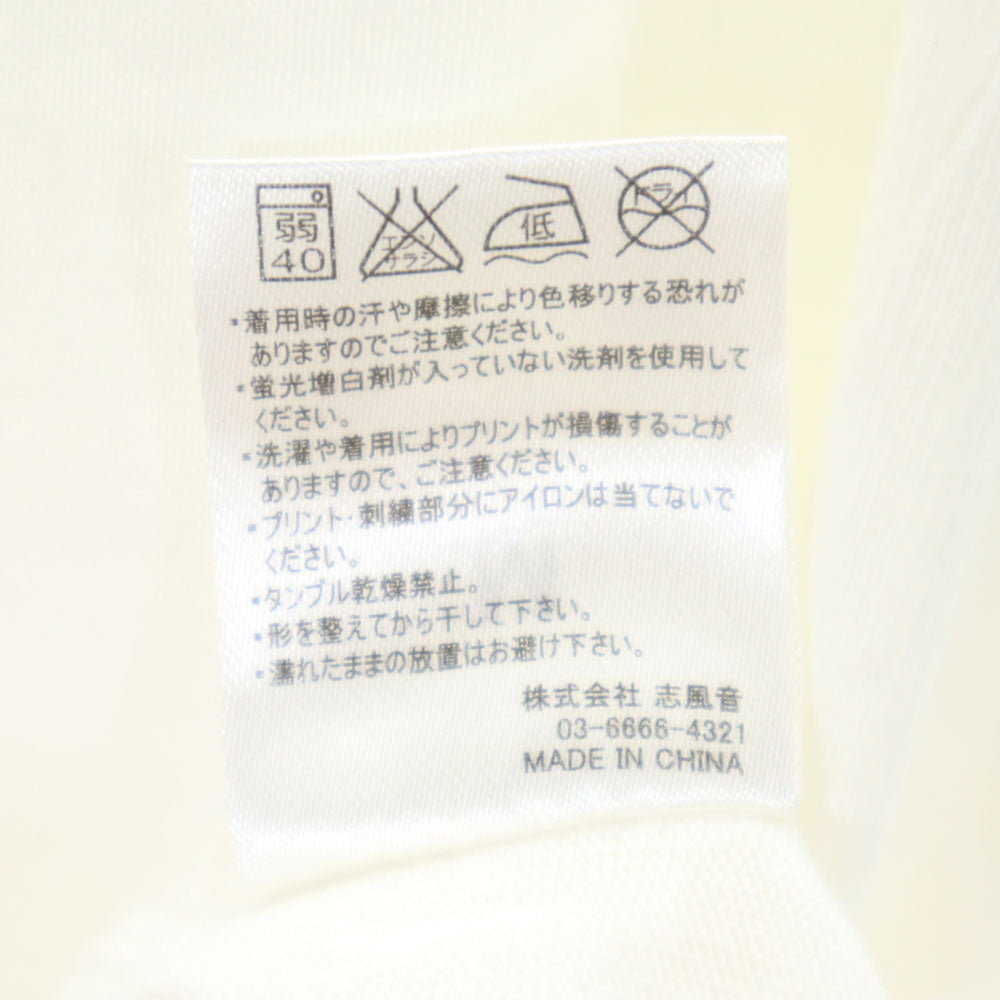 弱
40
エンソ
サラシ
低
ドライ
・着用時の汗や摩擦により色移りする恐れが
ありますのでご注意ください。
・蛍光増白剤が入っていない洗剤を使用して
ください。
・洗濯や着用によりプリントが損傷することが
ありますので、ご注意ください。
・プリント・刺繍部分にアイロンは当てないで
ください。
・タンブル乾燥禁止。
・形を整えてから干して下さい。
・濡れたままの放置はお避け下さい。
株式会社 志風音
03-6666-4321
MADE IN CHINA